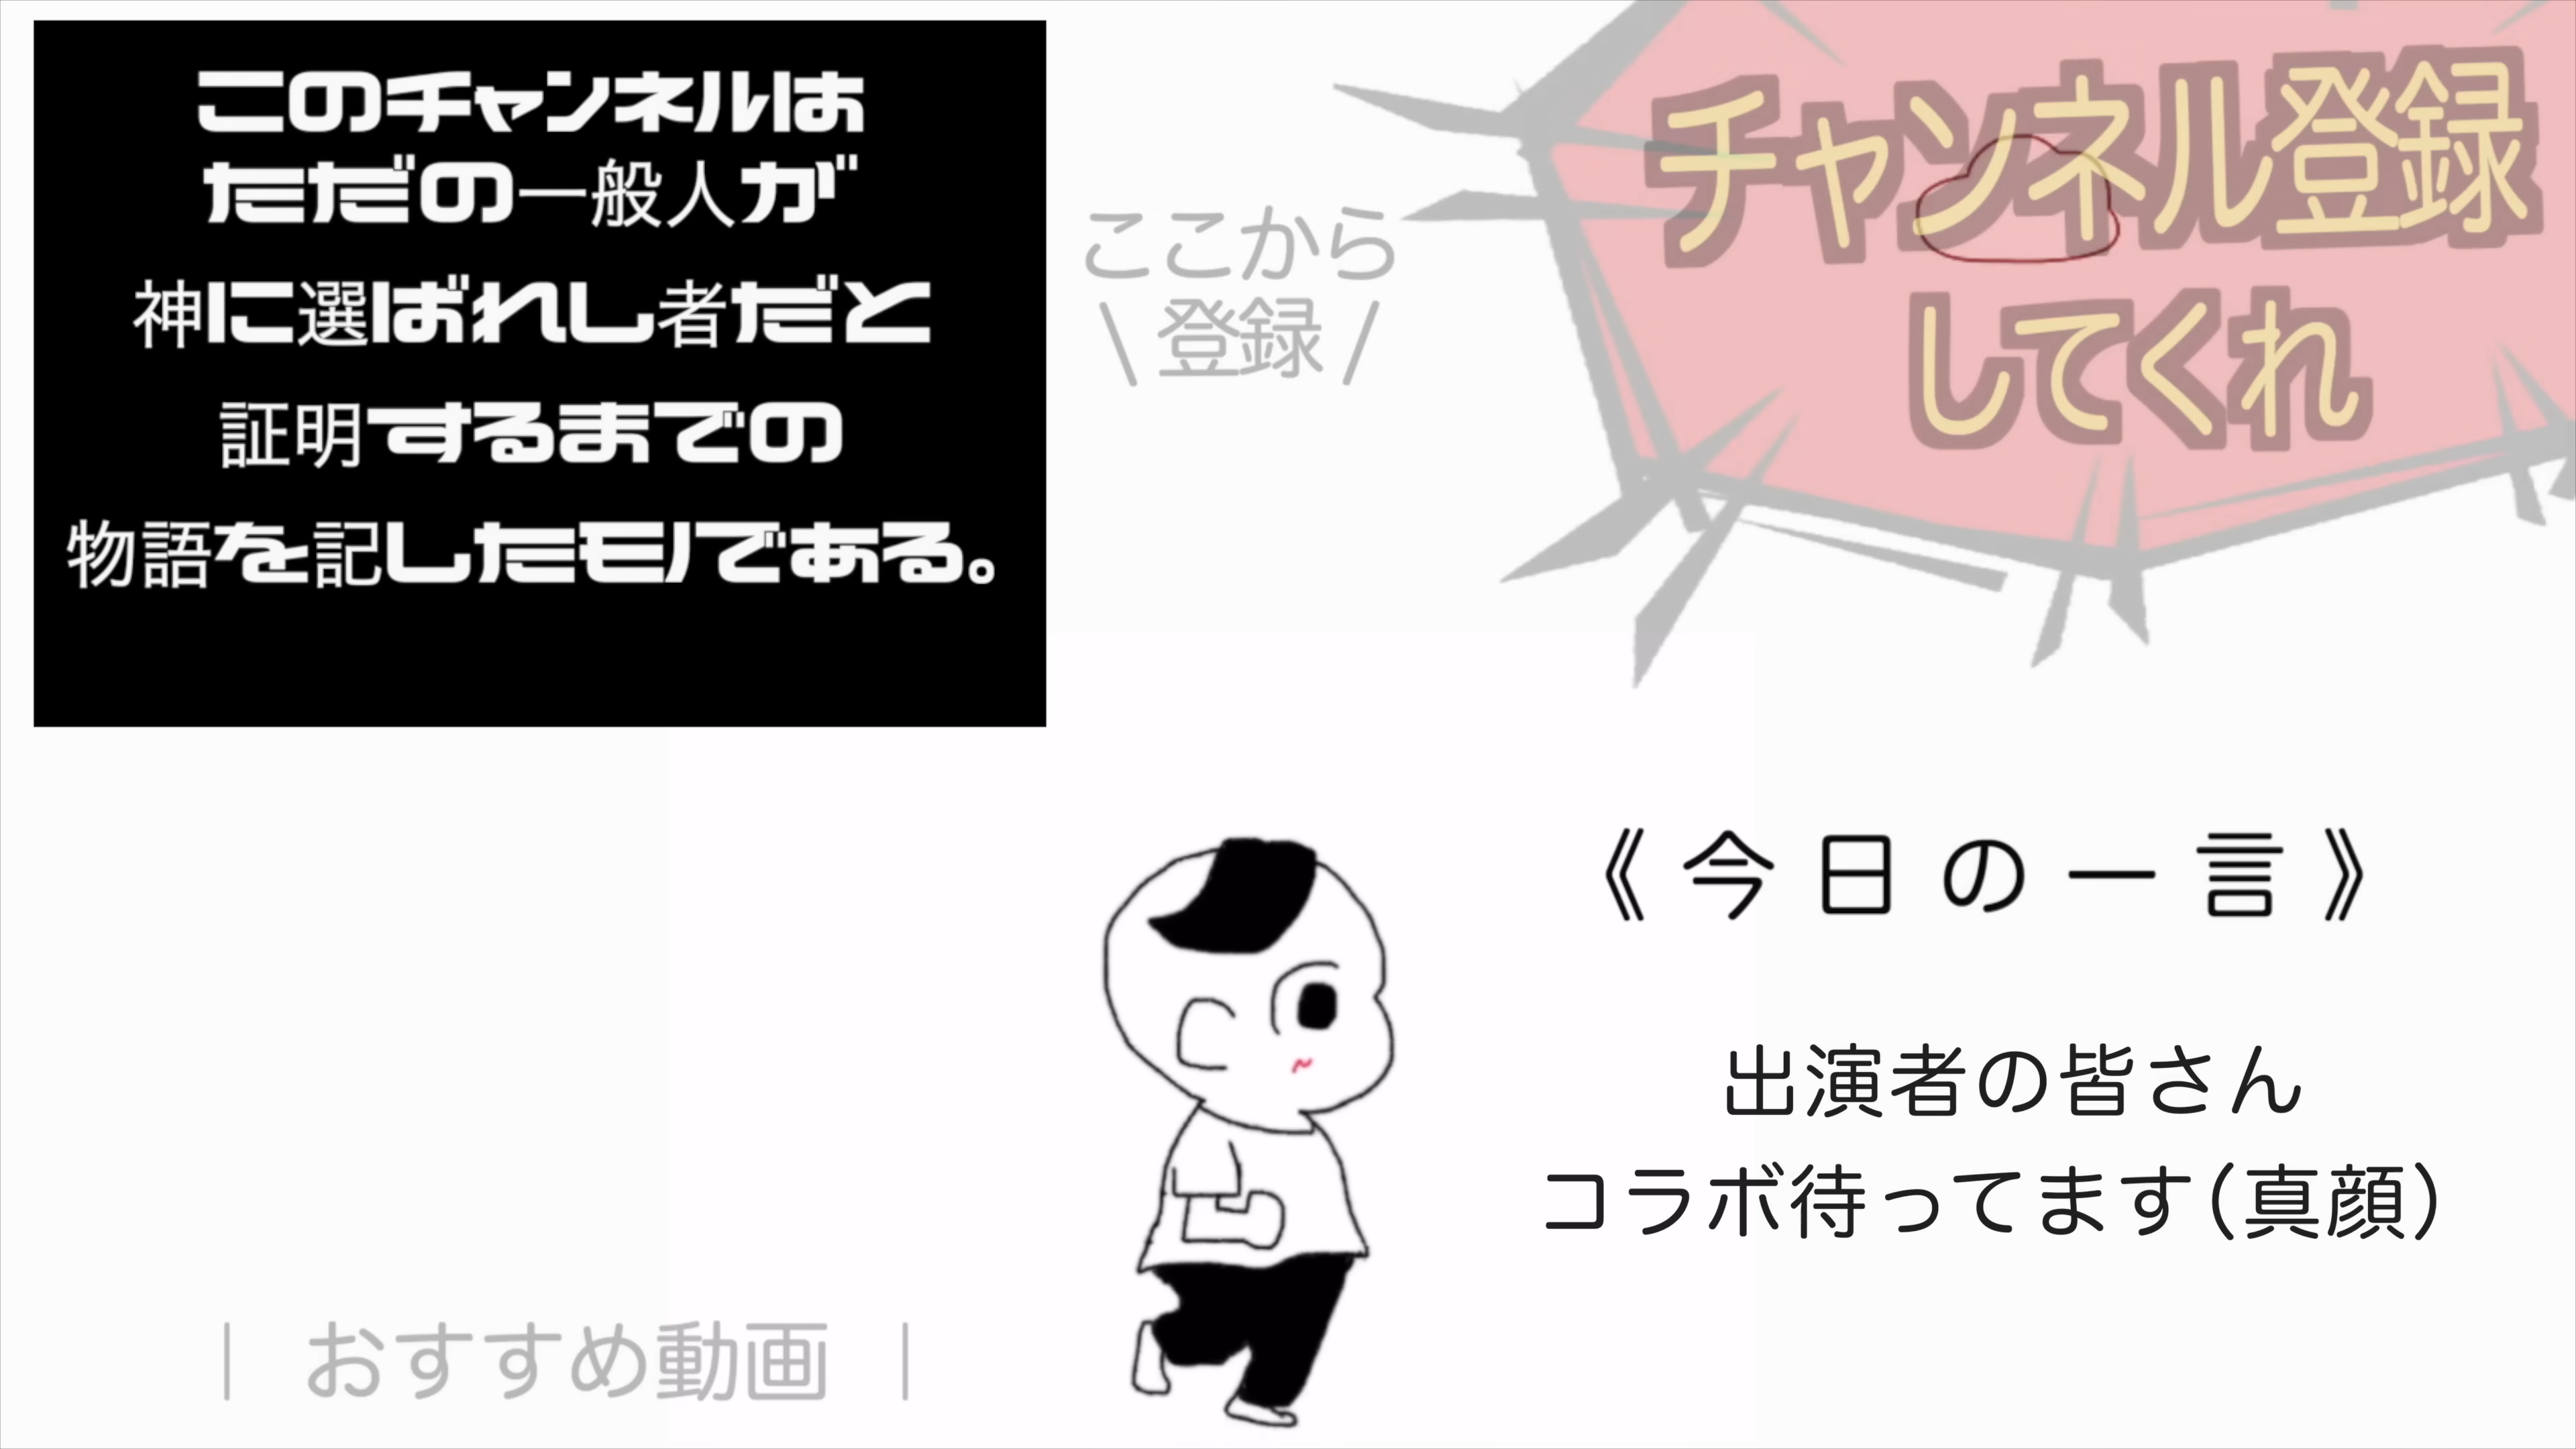 このチャンネルは
ただの一般人が
神に選ばれし者だと
証明するまでの
物語を記したモノである。
ここから
\ 登録 /
チャンネル登録
してくれ
《今日の一言》
出演者の皆さん
コラボ待ってます(真顔)
| おすすめ動画 |